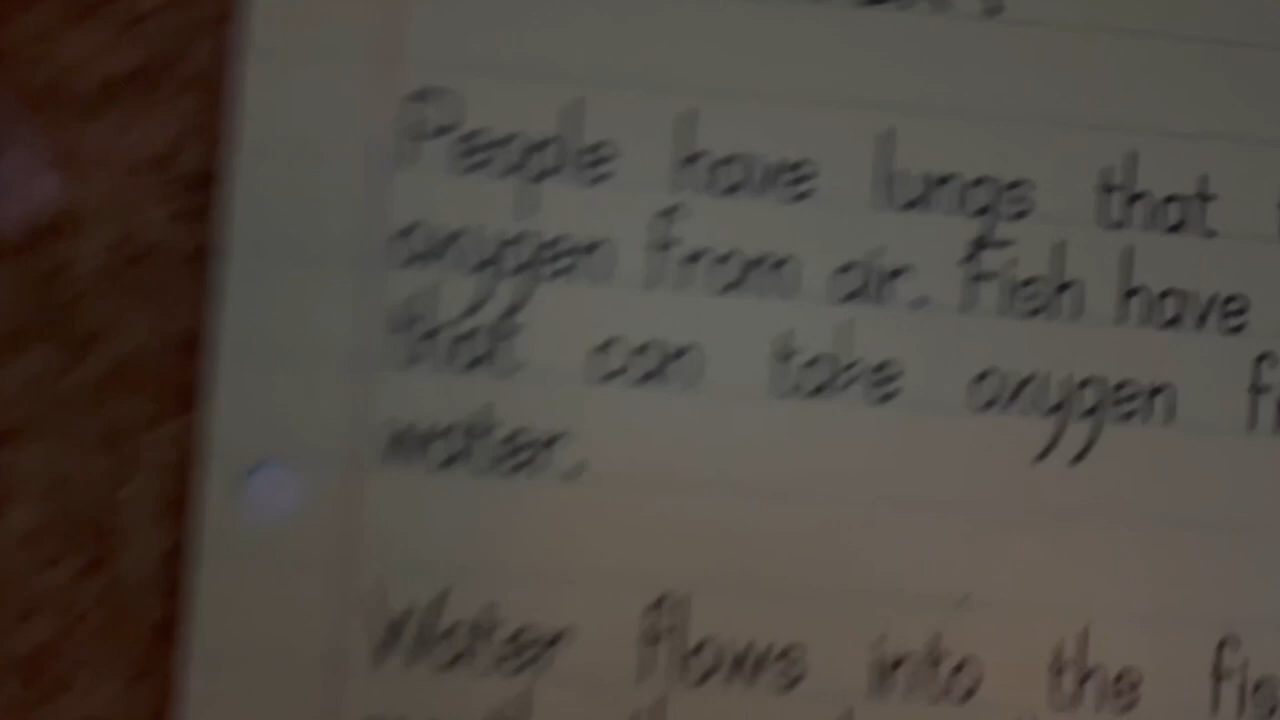 People have lungs that
oxygen from air. Fish have
that can take oxygen
water.
Water flows into the